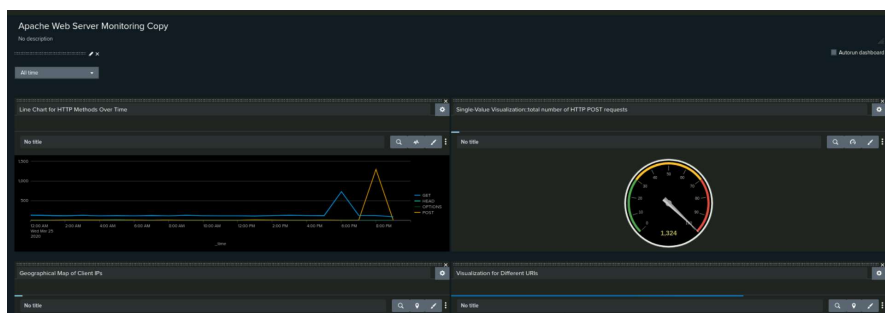 Apache Web Server Monitoring Copy
No description
Autorun dashboard
All time
Line Chart for HTTP Methods Over Time
Single-Value Visualization:total number of HTTP POST requests
No title
No title
1,500
1,000
500
GET
HEAD
OPTIONS
POST
12:00 AM 2:00 AM 4:00 AM 6:00 AM 8:00 AM 10:00 AM 12:00 PM 2:00 PM 4:00 PM 6:00 PM 8:00 PM
Wed Mar 25
2020
_time
1,324
Geographical Map of Client IPs
Visualization for Different URIs
No title
No title